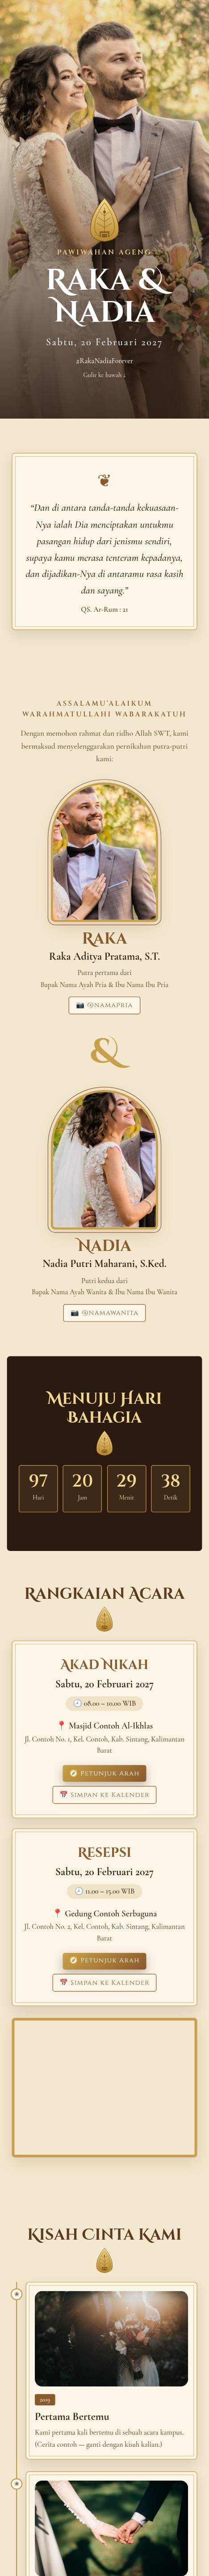 PAWIWAHAN AGENG
RAKA &
NADIA
Sabtu, 20 Februari 2027
#RakaNadiaForever
Gulir ke bawah ↓
❦
“Dan di antara tanda-tanda kekuasaan-
Nya ialah Dia menciptakan untukmu
pasangan hidup dari jenismu sendiri,
supaya kamu merasa tenteram kepadanya,
dan dijadikan-Nya di antaramu rasa kasih
dan sayang.”
QS. Ar-Rum : 21
ASSALAMU'ALAIKUM
WARAHMATULLAHI WABARAKATUH
Dengan memohon rahmat dan ridho Allah SWT, kami
bermaksud menyelenggarakan pernikahan putra-putri
kami:
RAKA
Raka Aditya Pratama, S.T.
Putra pertama dari
Bapak Nama Ayah Pria & Ibu Nama Ibu Pria
📷 @NAMAPRIA
&
NADIA
Nadia Putri Maharani, S.Ked.
Putri kedua dari
Bapak Nama Ayah Wanita & Ibu Nama Ibu Wanita
📷 @NAMAWANITA
MENUJU HARI
BAHAGIA
97 20 29 38
Hari Jam Menit Detik
RANGKAIAN ACARA
AKAD NIKAH
Sabtu, 20 Februari 2027
🕗 08.00 – 10.00 WIB
📍 Masjid Contoh Al-Ikhlas
Jl. Contoh No. 1, Kel. Contoh, Kab. Sintang, Kalimantan
Barat
🧭 PETUNJUK ARAH
📅 SIMPAN KE KALENDER
RESEPSI
Sabtu, 20 Februari 2027
🕗 11.00 – 15.00 WIB
📍 Gedung Contoh Serbaguna
Jl. Contoh No. 2, Kel. Contoh, Kab. Sintang, Kalimantan
Barat
🧭 PETUNJUK ARAH
📅 SIMPAN KE KALENDER
KISAH CINTA KAMI
2019
Pertama Bertemu
Kami pertama kali bertemu di sebuah acara kampus.
(Cerita contoh — ganti dengan kisah kalian.)